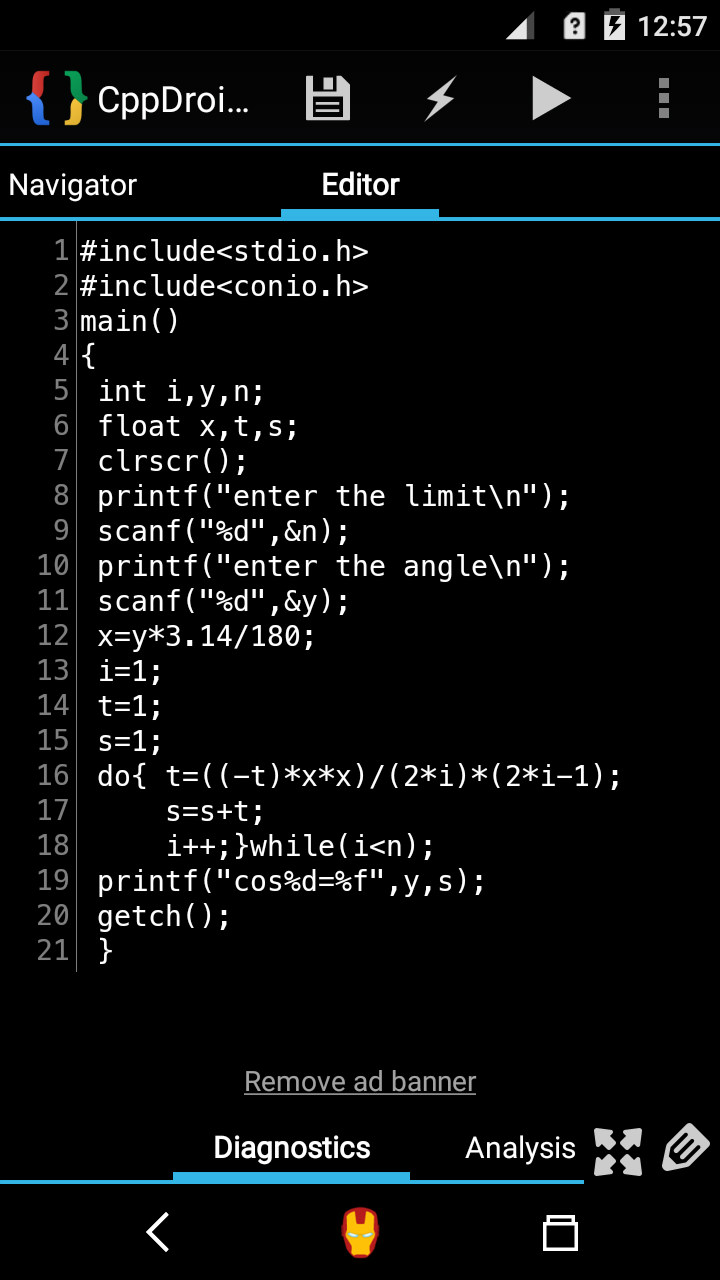 12:57
CppDroi...
Navigator Editor
1 #include<stdio.h>
2 #include<conio.h>
3 main()
4 {
5 int i,y,n;
6 float x,t,s;
7 clrscr();
8 printf("enter the limit\n");
9 scanf("%d",&n);
10 printf("enter the angle\n");
11 scanf("%d",&y);
12 x=y*3.14/180;
13 i=1;
14 t=1;
15 s=1;
16 do{ t=((-t)*x*x)/(2*i)*(2*i-1);
17 s=s+t;
18 i++;}while(i<n);
19 printf("cos%d=%f",y,s);
20 getch();
21 }
Remove ad banner
Diagnostics Analysis